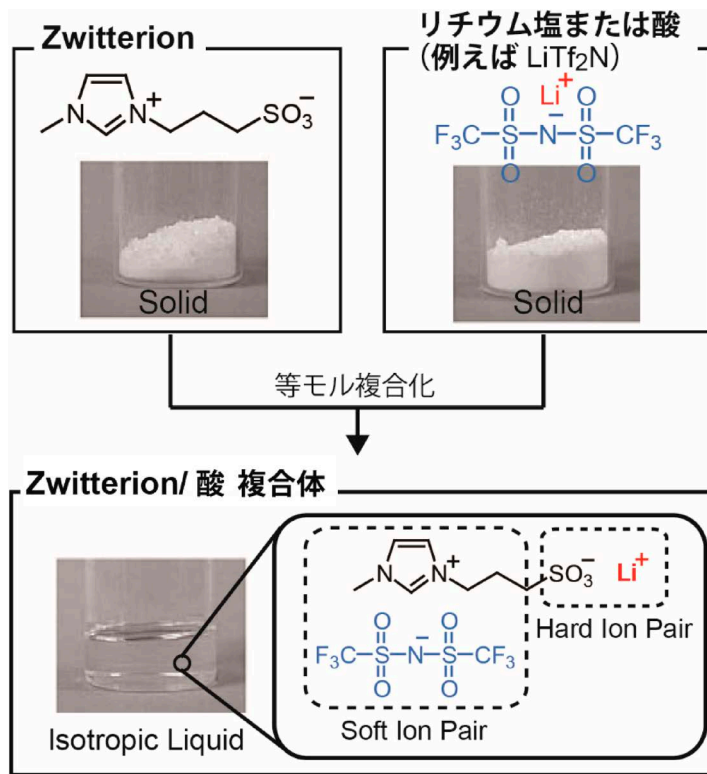 Zwitterion
N
N
+
SO3−
Solid
リチウム塩または酸
(例えば LiTf2N)
Li+
O O
F3C S N− S CF3
O O
Solid
等モル複合化
Zwitterion/ 酸 複合体
Isotropic Liquid
N
N
+
SO3−
Li+
Hard Ion Pair
O O
F3C S N− S CF3
O O
Soft Ion Pair